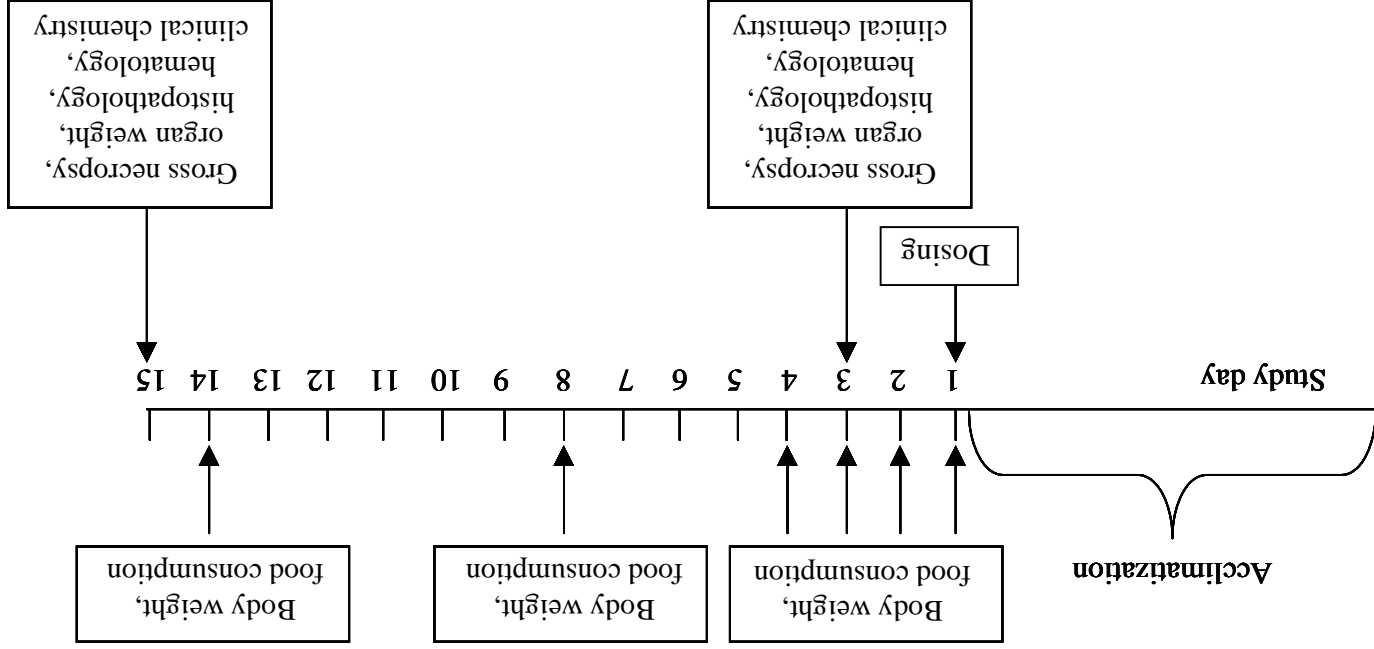 Acclimatization
Body weight,
food consumption
Body weight,
food consumption
Body weight,
food consumption
Study day
1 2 3 4 5 6 7 8 9 10 11 12 13 14 15
Dosing
Gross necropsy,
organ weight,
histopathology,
hematology,
clinical chemistry
Gross necropsy,
organ weight,
histopathology,
hematology,
clinical chemistry